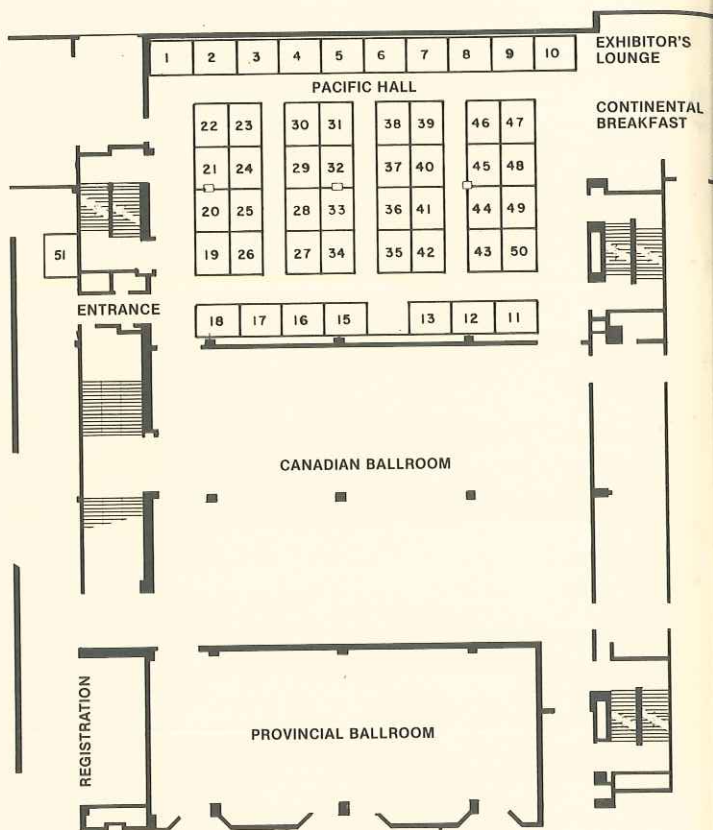 1 2 3 4 5 6 7 8 9 10
EXHIBITOR'S
LOUNGE
PACIFIC HALL
CONTINENTAL
BREAKFAST
22 23 30 31 38 39 46 47
21 24 29 32 37 40 45 48
20 25 28 33 36 41 44 49
19 26 27 34 35 42 43 50
51
ENTRANCE
18 17 16 15 13 12 11
CANADIAN BALLROOM
REGISTRATION
PROVINCIAL BALLROOM